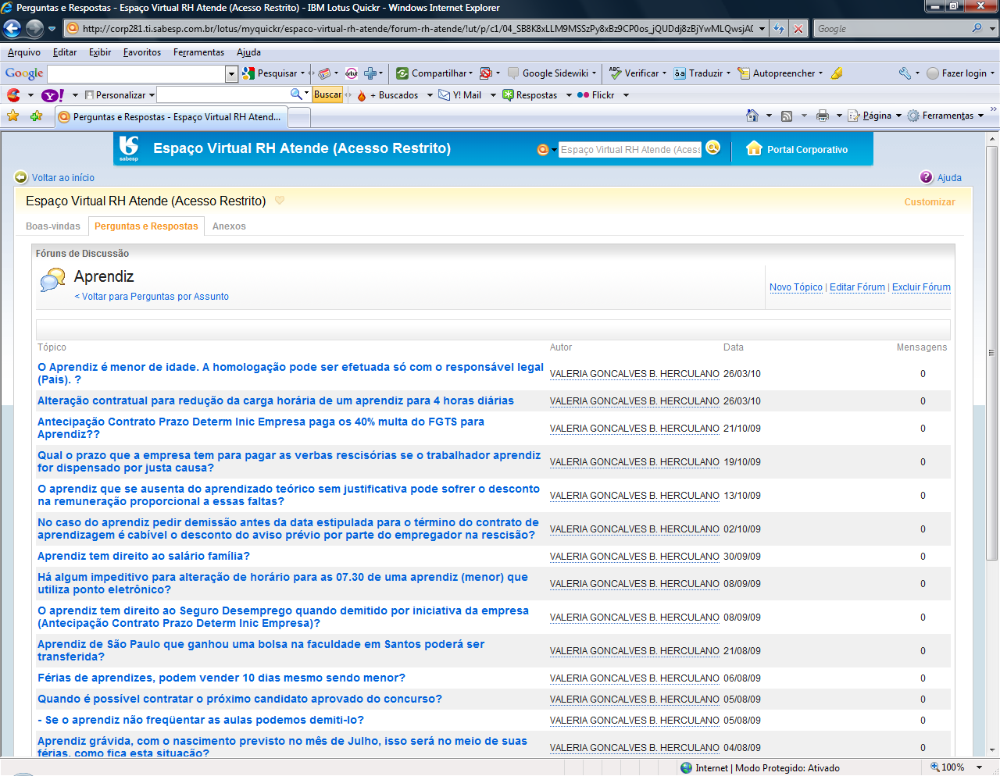 Perguntas e Respostas - Espaço Virtual RH Atende (Acesso Restrito) - IBM Lotus Quickr - Windows Internet Explorer
http://corp281.ti.sabesp.com.br/lotus/myquickr/espaco-virtual-rh-atende/forum-rh-atende/!ut/p/c1/04_SB8K8xLLM9MSSzPy8xBz9CP0os_jQUDdj8zBjYwMLQwsjA(
Google
Arquivo Editar Exibir Favoritos Ferramentas Ajuda
Google Pesquisar Compartilhar Google Sidewiki Verificar Traduzir Autopreencher Fazer login
Y! Personalizar Buscar + Buscados Y! Mail Respostas Flickr
Perguntas e Respostas - Espaço Virtual RH Atend... Página Ferramentas
sabesp Espaço Virtual RH Atende (Acesso Restrito) Espaço Virtual RH Atende (Acess Portal Corporativo
Voltar ao início Ajuda
Espaço Virtual RH Atende (Acesso Restrito) Customizar
Boas-vindas Perguntas e Respostas Anexos
Fóruns de Discussão
Aprendiz
< Voltar para Perguntas por Assunto
Novo Tópico | Editar Fórum | Excluir Fórum
Tópico Autor Data Mensagens
O Aprendiz é menor de idade. A homologação pode ser efetuada só com o responsável legal
(Pais). ? VALERIA GONCALVES B. HERCULANO 26/03/10 0
Alteração contratual para redução da carga horária de um aprendiz para 4 horas diárias VALERIA GONCALVES B. HERCULANO 26/03/10 0
Antecipação Contrato Prazo Determ Inic Empresa paga os 40% multa do FGTS para
Aprendiz?? VALERIA GONCALVES B. HERCULANO 21/10/09 0
Qual o prazo que a empresa tem para pagar as verbas rescisórias se o trabalhador aprendiz
for dispensado por justa causa? VALERIA GONCALVES B. HERCULANO 19/10/09 0
O aprendiz que se ausenta do aprendizado teórico sem justificativa pode sofrer o desconto
na remuneração proporcional a essas faltas? VALERIA GONCALVES B. HERCULANO 13/10/09 0
No caso do aprendiz pedir demissão antes da data estipulada para o término do contrato de
aprendizagem é cabível o desconto do aviso prévio por parte do empregador na rescisão? VALERIA GONCALVES B. HERCULANO 02/10/09 0
Aprendiz tem direito ao salário família? VALERIA GONCALVES B. HERCULANO 30/09/09 0
Há algum impeditivo para alteração de horário para as 07.30 de uma aprendiz (menor) que
utiliza ponto eletrônico? VALERIA GONCALVES B. HERCULANO 08/09/09 0
O aprendiz tem direito ao Seguro Desemprego quando demitido por iniciativa da empresa
(Antecipação Contrato Prazo Determ Inic Empresa)? VALERIA GONCALVES B. HERCULANO 08/09/09 0
Aprendiz de São Paulo que ganhou uma bolsa na faculdade em Santos poderá ser
transferida? VALERIA GONCALVES B. HERCULANO 21/08/09 0
Férias de aprendizes, podem vender 10 dias mesmo sendo menor? VALERIA GONCALVES B. HERCULANO 06/08/09 0
Quando é possível contratar o próximo candidato aprovado do concurso? VALERIA GONCALVES B. HERCULANO 05/08/09 0
- Se o aprendiz não freqüentar as aulas podemos demiti-lo? VALERIA GONCALVES B. HERCULANO 05/08/09 0
Aprendiz grávida, com o nascimento previsto no mês de Julho, isso será no meio de suas
férias, como fica esta situação? VALERIA GONCALVES B. HERCULANO 04/08/09 0
Internet | Modo Protegido: Ativado 100%